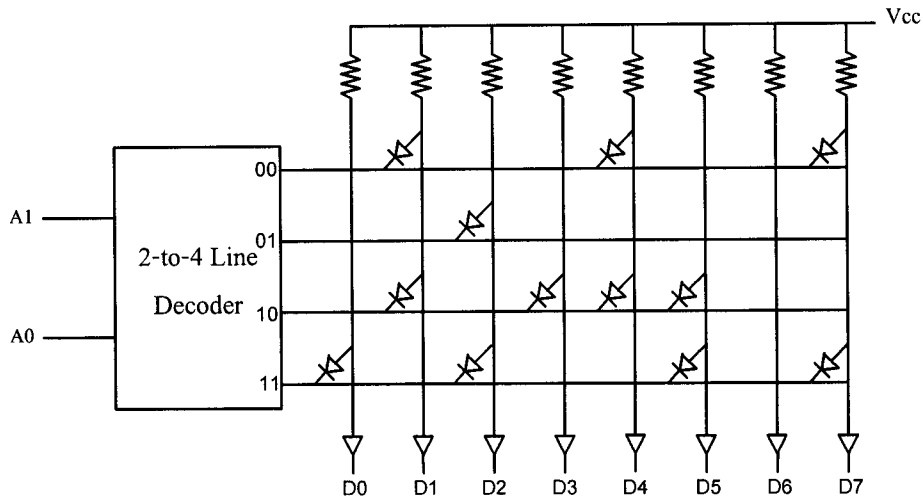 Vcc
00
A1
01
2-to-4 Line
Decoder
10
A0
11
D0 D1 D2 D3 D4 D5 D6 D7